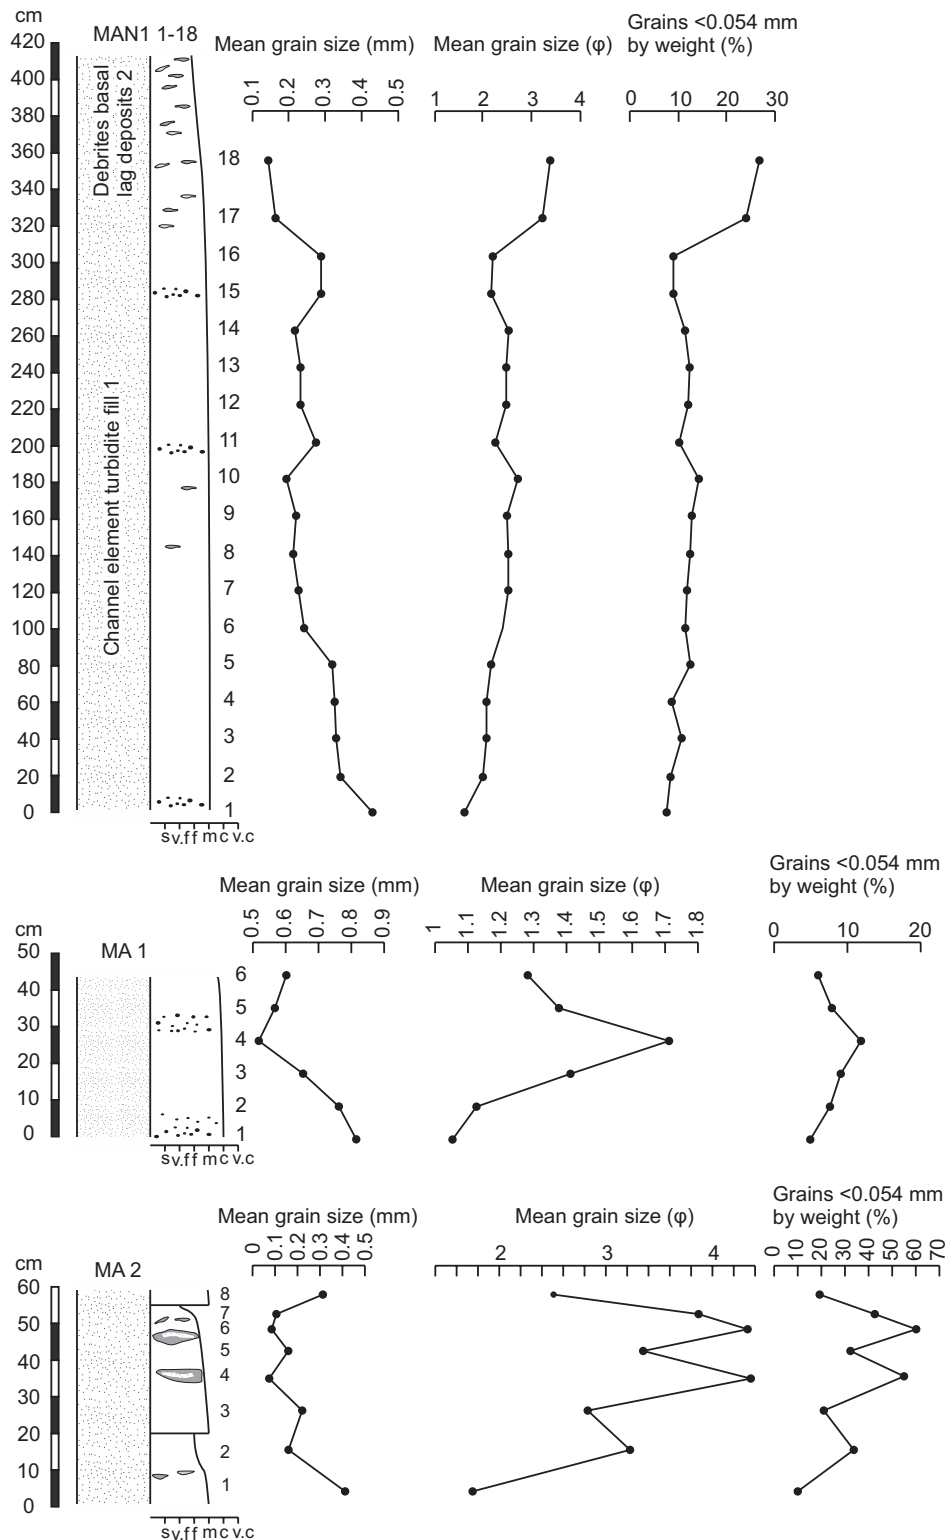 cm
MAN1 1-18
Mean grain size (mm)
Mean grain size (φ)
Grains <0.054 mm
by weight (%)
420
400
380
360
340
320
300
280
260
240
220
200
180
160
140
120
100
80
60
40
20
0
Debrites basal
lag deposits 2
Channel element turbidite fill 1
0.1 0.2 0.3 0.4 0.5
1 2 3 4
0 10 20 30
18
17
16
15
14
13
12
11
10
9
8
7
6
5
4
3
2
1
s v.f f m c v.c
cm
MA 1
Mean grain size (mm)
Mean grain size (φ)
Grains <0.054 mm
by weight (%)
50
40
30
20
10
0
0.5 0.6 0.7 0.8 0.9
1 1.1 1.2 1.3 1.4 1.5 1.6 1.7 1.8
0 10 20
6
5
4
3
2
1
s v.f f m c v.c
cm
MA 2
Mean grain size (mm)
Mean grain size (φ)
Grains <0.054 mm
by weight (%)
60
50
40
30
20
10
0
0 0.1 0.2 0.3 0.4 0.5
2 3 4
0 10 20 30 40 50 60 70
8
7
6
5
4
3
2
1
s v.f f m c v.c